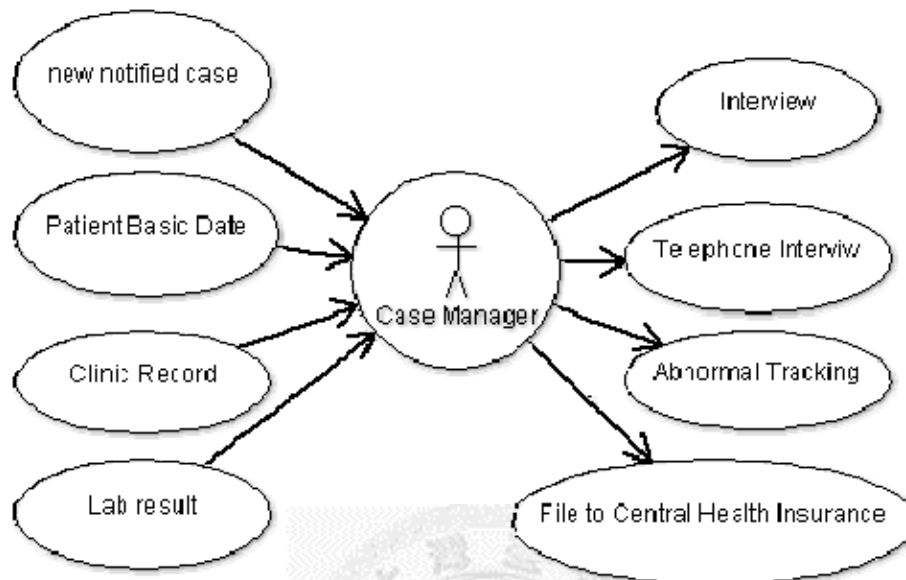 new notified case
Patient Basic Date
Clinic Record
Lab result
Case Manager
Interview
Telephone Interviw
Abnormal Tracking
File to Central Health Insurance